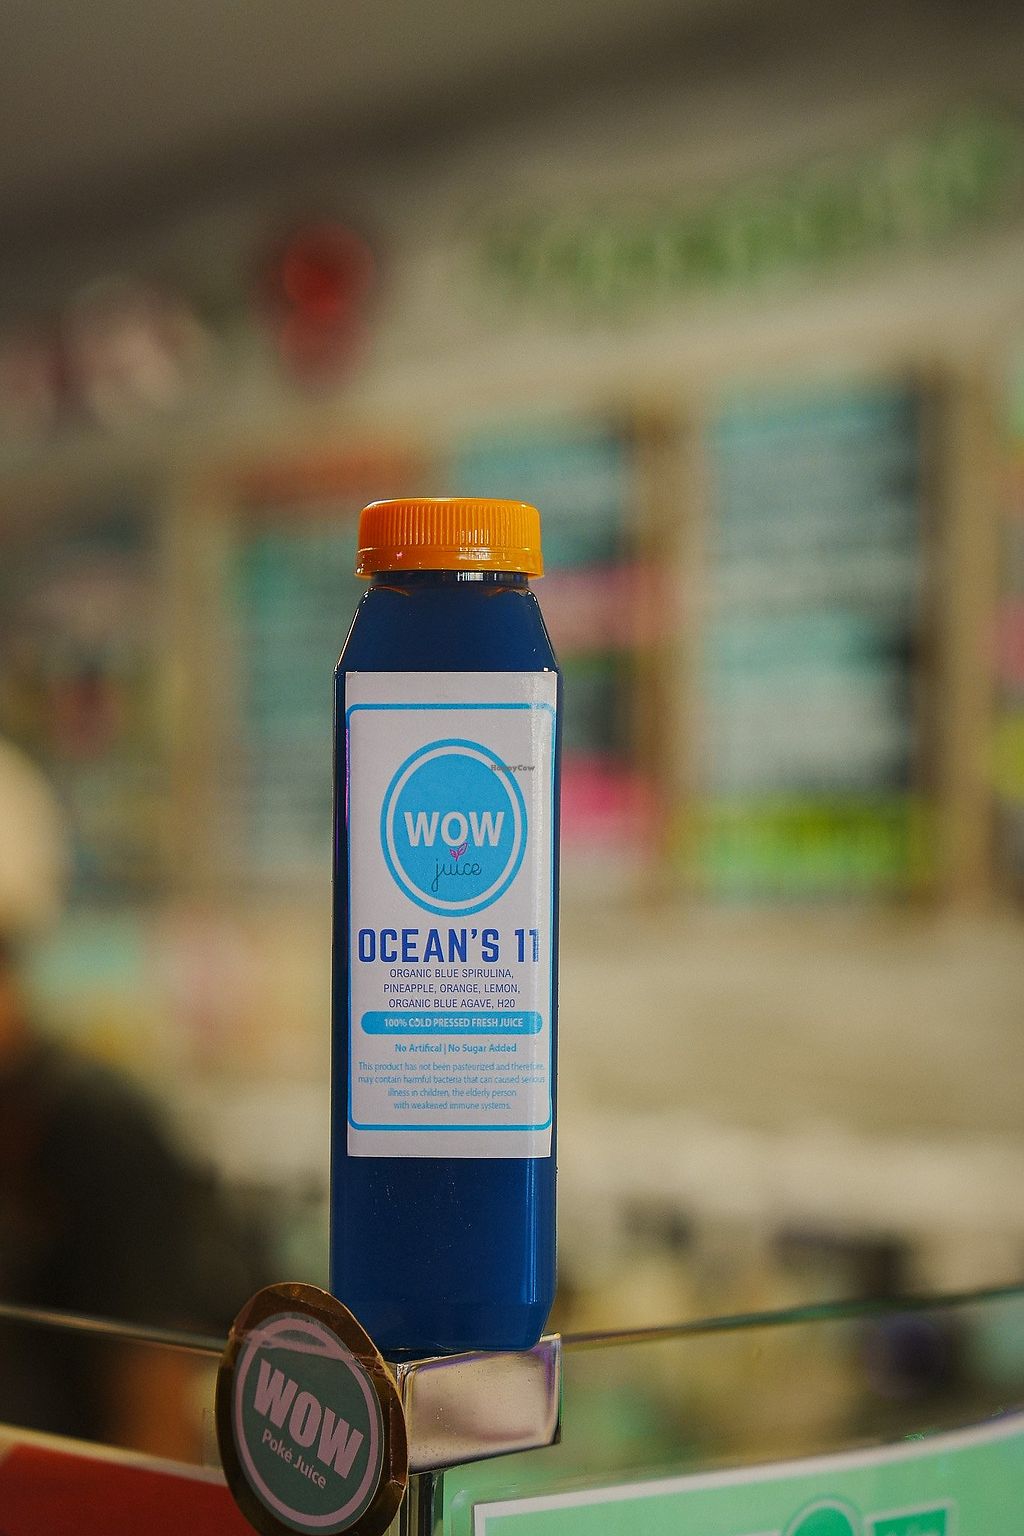 HappyCow
WOW
juice
OCEAN'S 11
ORGANIC BLUE SPIRULINA,
PINEAPPLE, ORANGE, LEMON,
ORGANIC BLUE AGAVE, H20
100% COLD PRESSED FRESH JUICE
No Artifical | No Sugar Added
This product has not been pasteurized and therefore,
may contain harmful bacteria that can caused serious
illness in children, the elderly person
with weakened immune systems.
WOW
Poké Juice